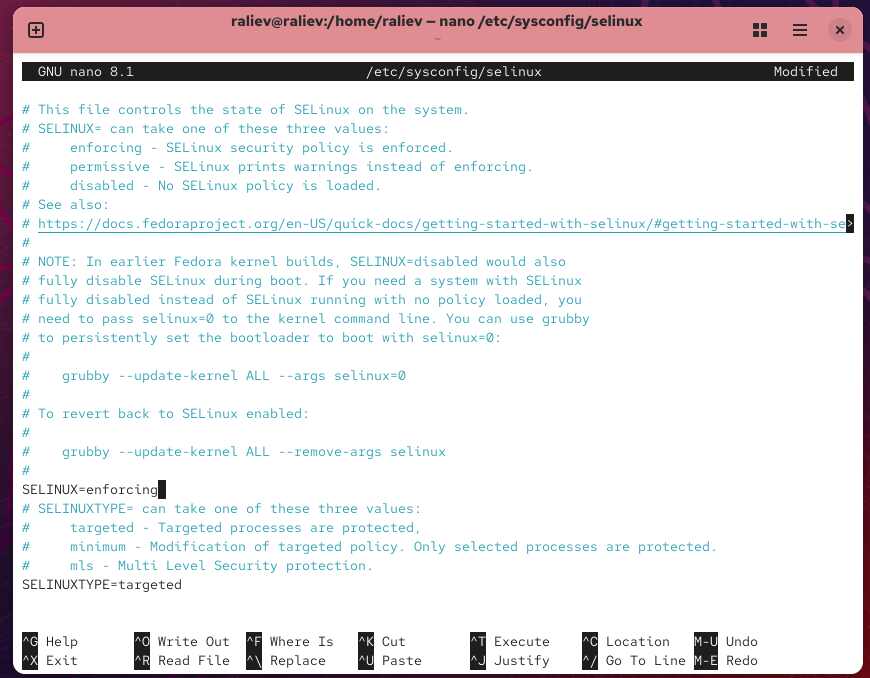 raliev@raliev:/home/raliev — nano /etc/sysconfig/selinux
~
GNU nano 8.1 /etc/sysconfig/selinux Modified
# This file controls the state of SELinux on the system.
# SELINUX= can take one of these three values:
#     enforcing - SELinux security policy is enforced.
#     permissive - SELinux prints warnings instead of enforcing.
#     disabled - No SELinux policy is loaded.
# See also:
# https://docs.fedoraproject.org/en-US/quick-docs/getting-started-with-selinux/#getting-started-with-se>
#
# NOTE: In earlier Fedora kernel builds, SELINUX=disabled would also
# fully disable SELinux during boot. If you need a system with SELinux
# fully disabled instead of SELinux running with no policy loaded, you
# need to pass selinux=0 to the kernel command line. You can use grubby
# to persistently set the bootloader to boot with selinux=0:
#
#    grubby --update-kernel ALL --args selinux=0
#
# To revert back to SELinux enabled:
#
#    grubby --update-kernel ALL --remove-args selinux
#
SELINUX=enforcing
# SELINUXTYPE= can take one of these three values:
#     targeted - Targeted processes are protected,
#     minimum - Modification of targeted policy. Only selected processes are protected.
#     mls - Multi Level Security protection.
SELINUXTYPE=targeted
^G Help ^O Write Out ^F Where Is ^K Cut ^T Execute ^C Location M-U Undo
^X Exit ^R Read File ^\ Replace ^U Paste ^J Justify ^/ Go To Line M-E Redo